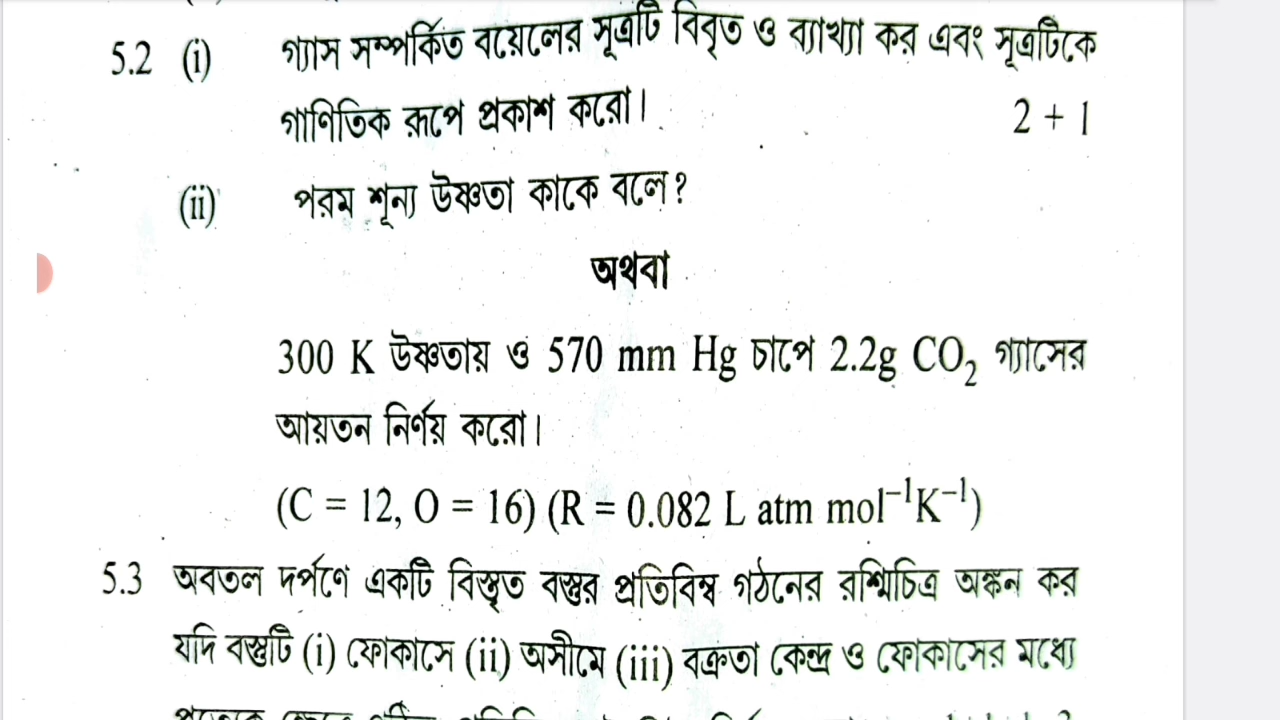 5.2 (i) গ্যাস সম্পর্কিত বয়েলের সূত্রটি বিবৃত ও ব্যাখ্যা কর এবং সূত্রটিকে
গাণিতিক রূপে প্রকাশ করো। 2 + 1
(ii) পরম শূন্য উষ্ণতা কাকে বলে?
অথবা
300 K উষ্ণতায় ও 570 mm Hg চাপে 2.2g CO₂ গ্যাসের
আয়তন নির্ণয় করো।
(C = 12, O = 16) (R = 0.082 L atm mol⁻¹K⁻¹)
5.3 অবতল দর্পণে একটি বিস্তৃত বস্তুর প্রতিবিম্ব গঠনের রশ্মিচিত্র অঙ্কন কর
যদি বস্তুটি (i) ফোকাসে (ii) অসীমে (iii) বক্রতা কেন্দ্র ও ফোকাসের মধ্যে